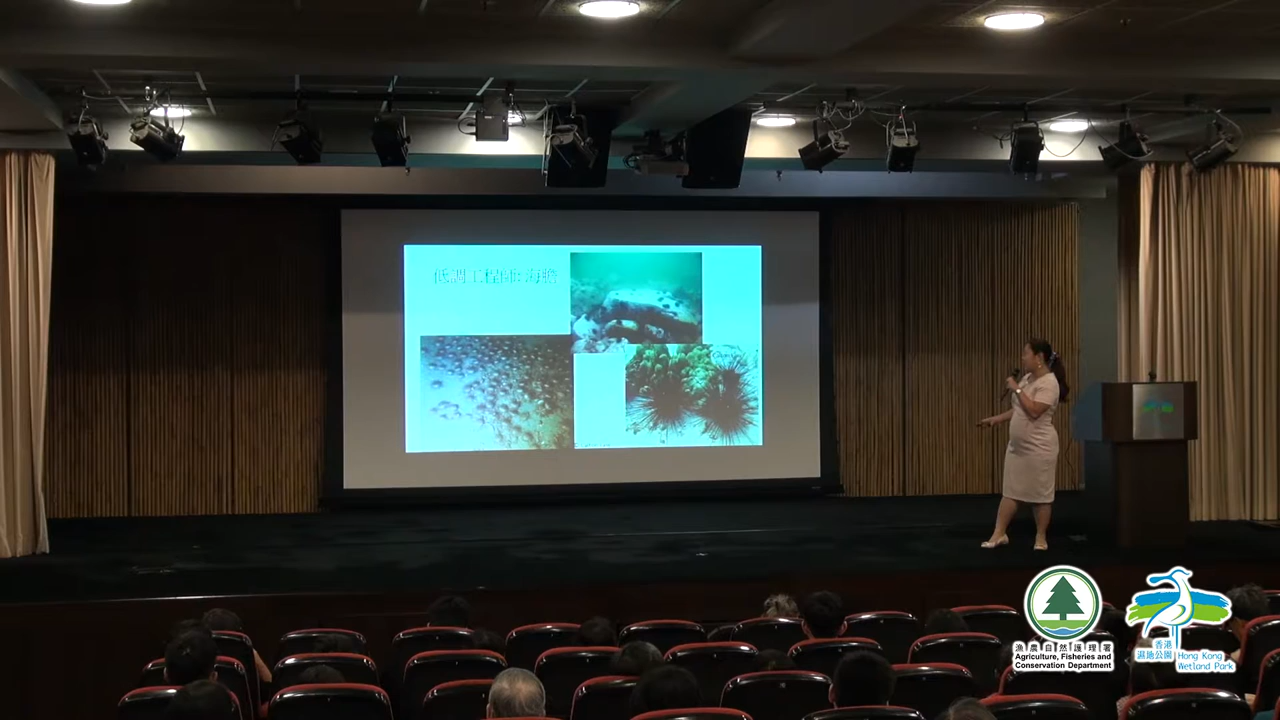 低調工程師: 海膽
漁農自然護理署
Agriculture, Fisheries and
Conservation Department
香港
濕地公園
Hong Kong
Wetland Park